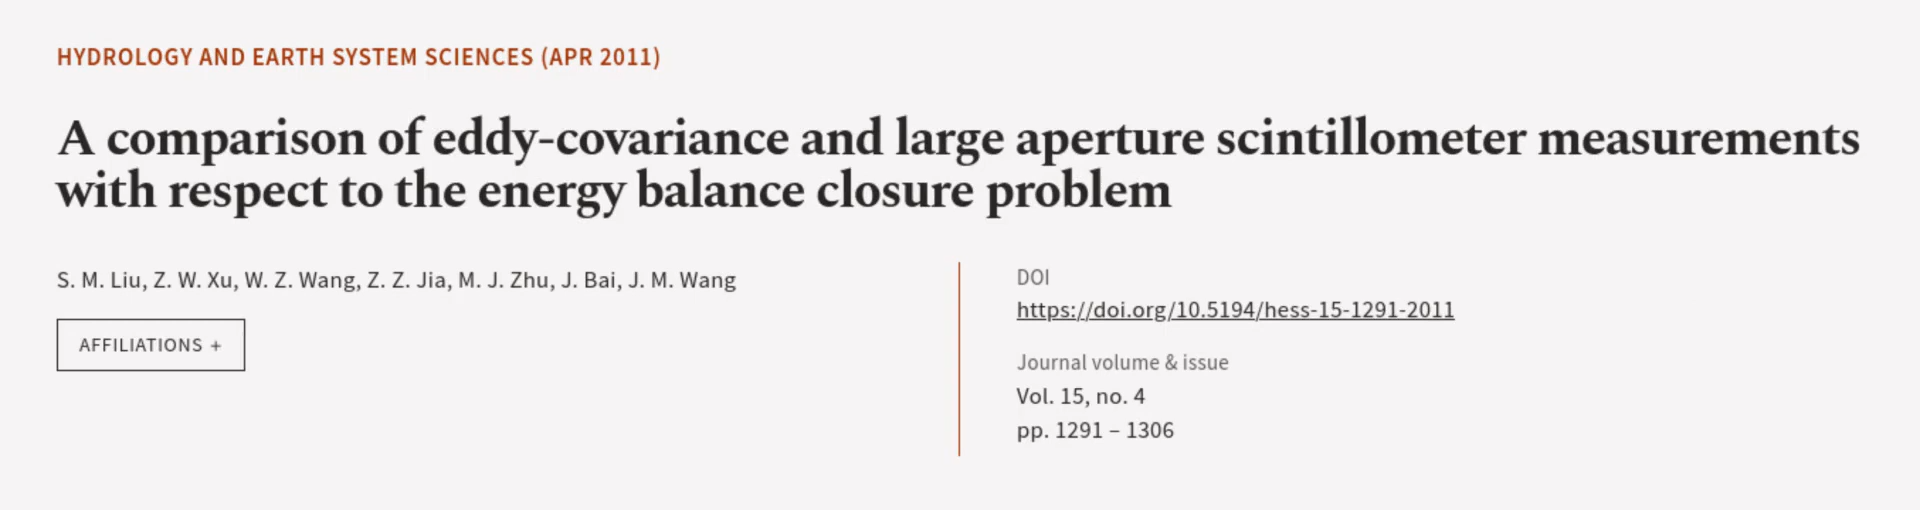 HYDROLOGY AND EARTH SYSTEM SCIENCES (APR 2011)
A comparison of eddy-covariance and large aperture scintillometer measurements
with respect to the energy balance closure problem
S. M. Liu, Z. W. Xu, W. Z. Wang, Z. Z. Jia, M. J. Zhu, J. Bai, J. M. Wang
AFFILIATIONS +
DOI
https://doi.org/10.5194/hess-15-1291-2011
Journal volume & issue
Vol. 15, no. 4
pp. 1291 – 1306